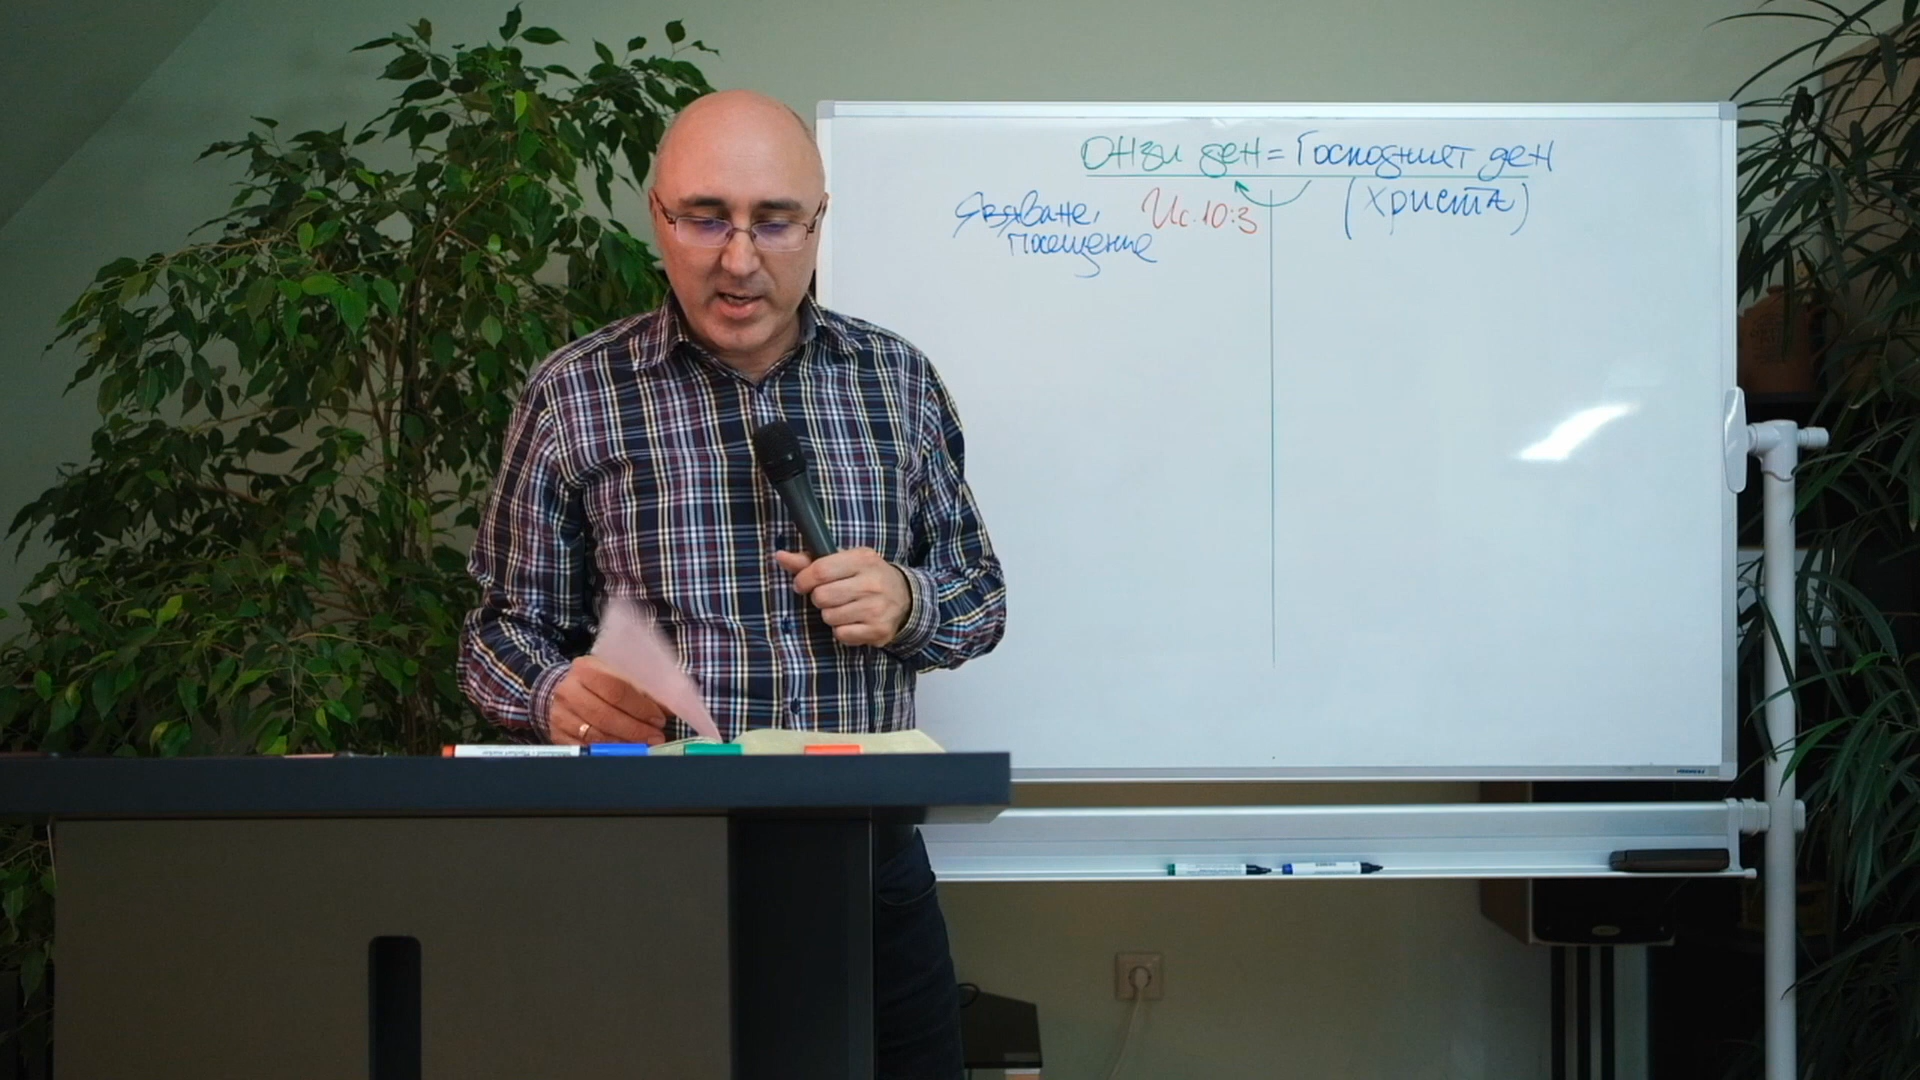 Онзи ден = Господният ден
(Христа)
Явяване, Ис. 10:3
посещение